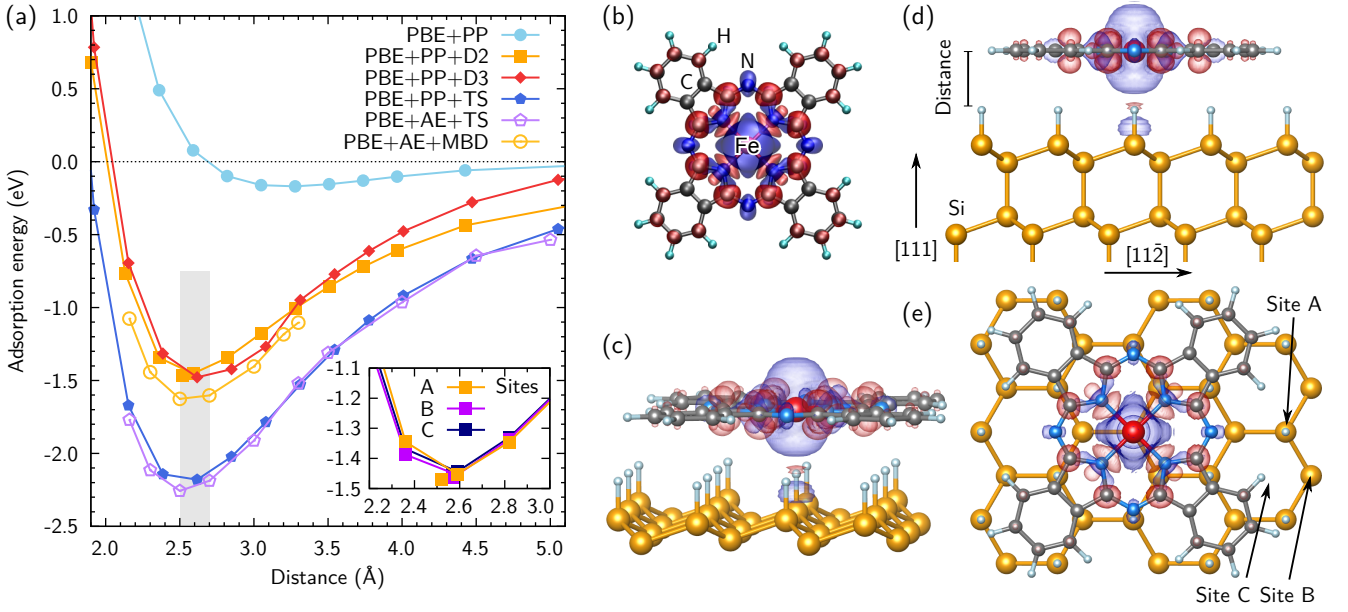 (a)
1.0
0.5
0.0
-0.5
-1.0
-1.5
-2.0
-2.5
Adsorption energy (eV)
2.0
2.5
3.0
3.5
4.0
4.5
5.0
Distance (Å)
PBE+PP
PBE+PP+D2
PBE+PP+D3
PBE+PP+TS
PBE+AE+TS
PBE+AE+MBD
-1.1
-1.2
-1.3
-1.4
-1.5
2.2
2.4
2.6
2.8
3.0
A
B
C
Sites
(b)
H
N
C
Fe
(c)
(d)
Distance
Si
[111]
[112̄]
(e)
Site A
Site C
Site B